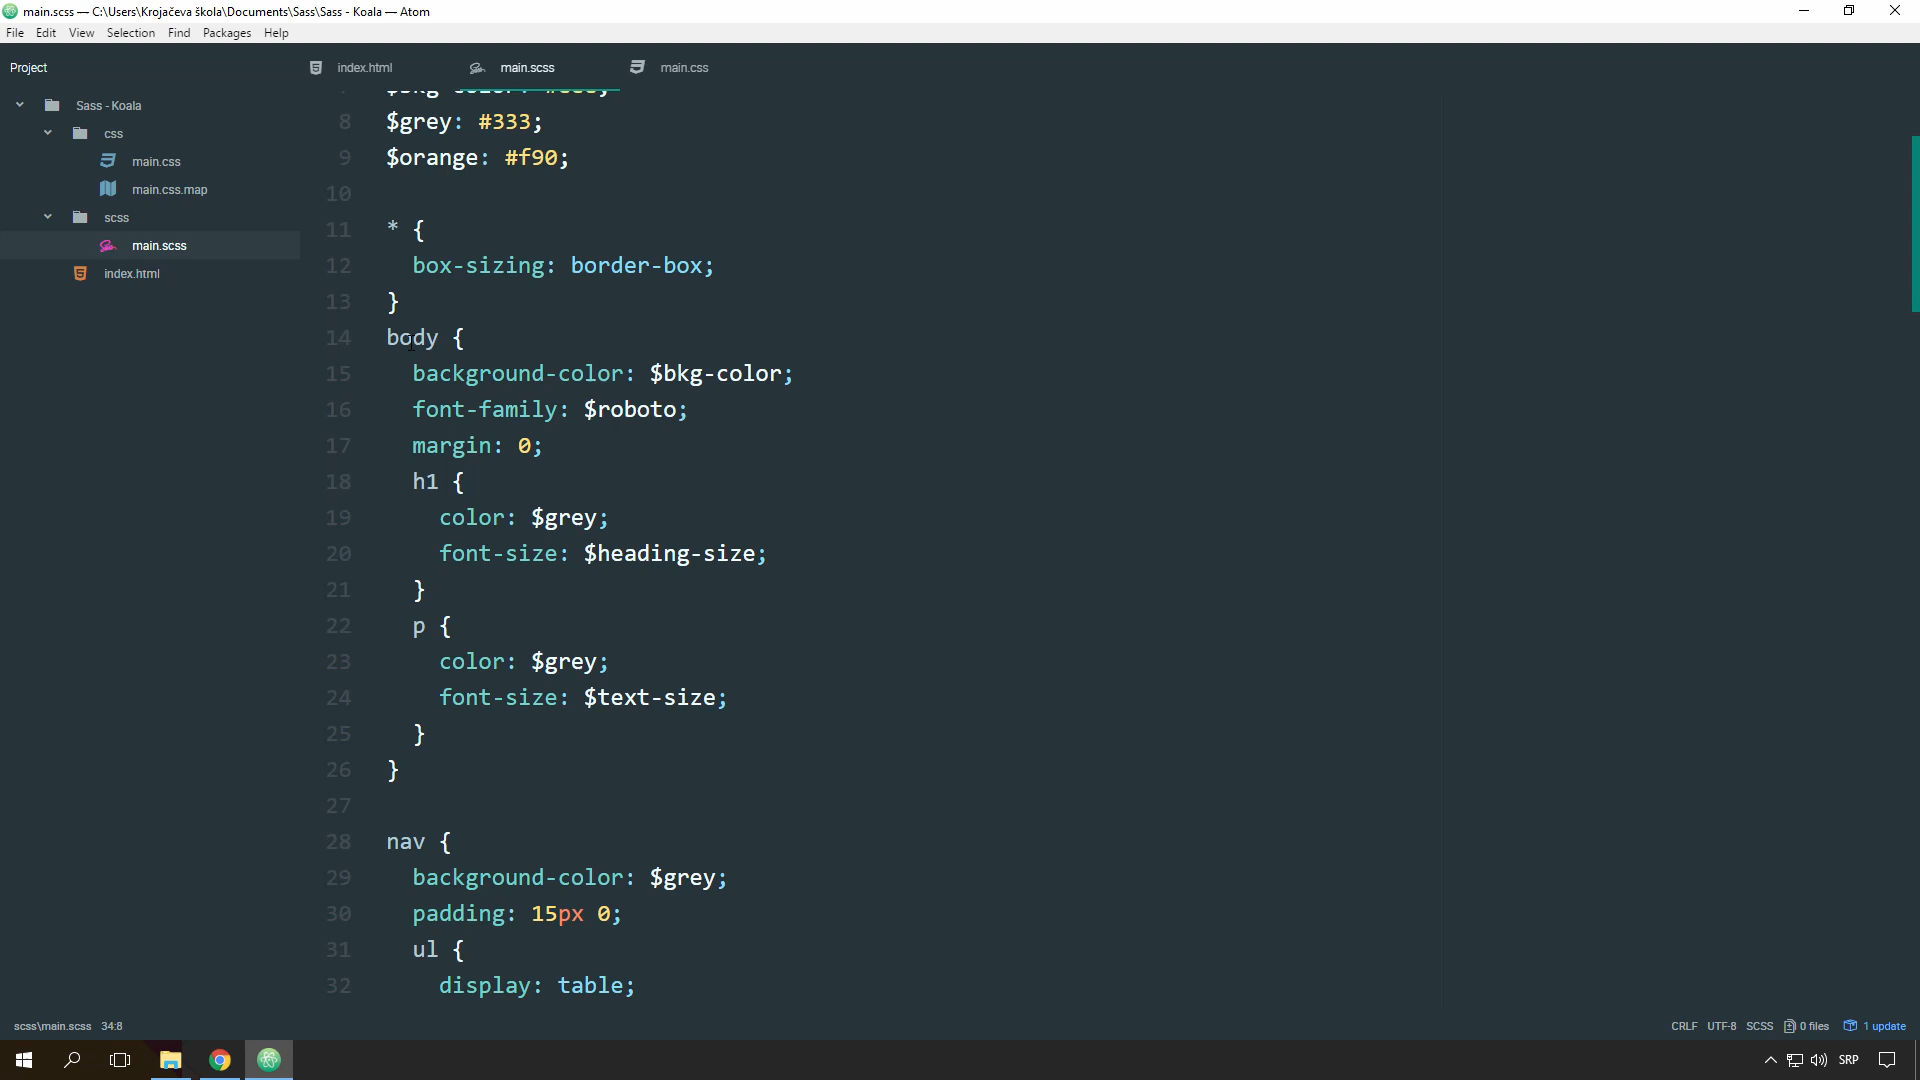 main.scss — C:\Users\Krojačeva škola\Documents\Sass\Sass - Koala — Atom
File Edit View Selection Find Packages Help
Project
index.html main.scss main.css
Sass - Koala
css
main.css
main.css.map
scss
main.scss
index.html
8 $grey: #333;
9 $orange: #f90;
10
11 * {
12 box-sizing: border-box;
13 }
14 body {
15 background-color: $bkg-color;
16 font-family: $roboto;
17 margin: 0;
18 h1 {
19 color: $grey;
20 font-size: $heading-size;
21 }
22 p {
23 color: $grey;
24 font-size: $text-size;
25 }
26 }
27
28 nav {
29 background-color: $grey;
30 padding: 15px 0;
31 ul {
32 display: table;
scss\main.scss 34:8
CRLF UTF-8 SCSS 0 files 1 update
SRP